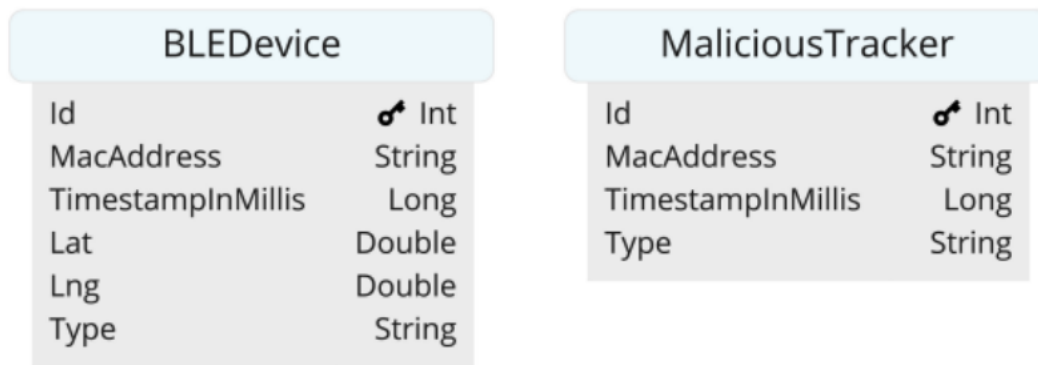 BLEDevice
Id Int
MacAddress String
TimestampInMillis Long
Lat Double
Lng Double
Type String
MaliciousTracker
Id Int
MacAddress String
TimestampInMillis Long
Type String